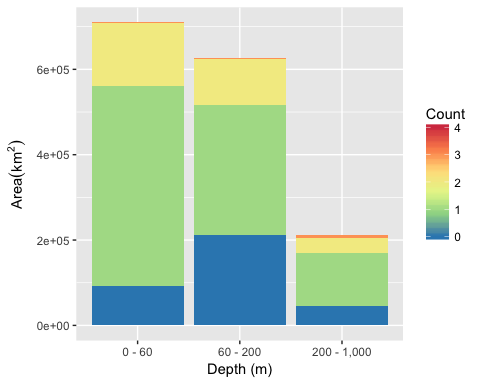 6e+05
4e+05
2e+05
0e+00
Area(km²)
0 - 60
60 - 200
200 - 1,000
Depth (m)
Count
4
3
2
1
0